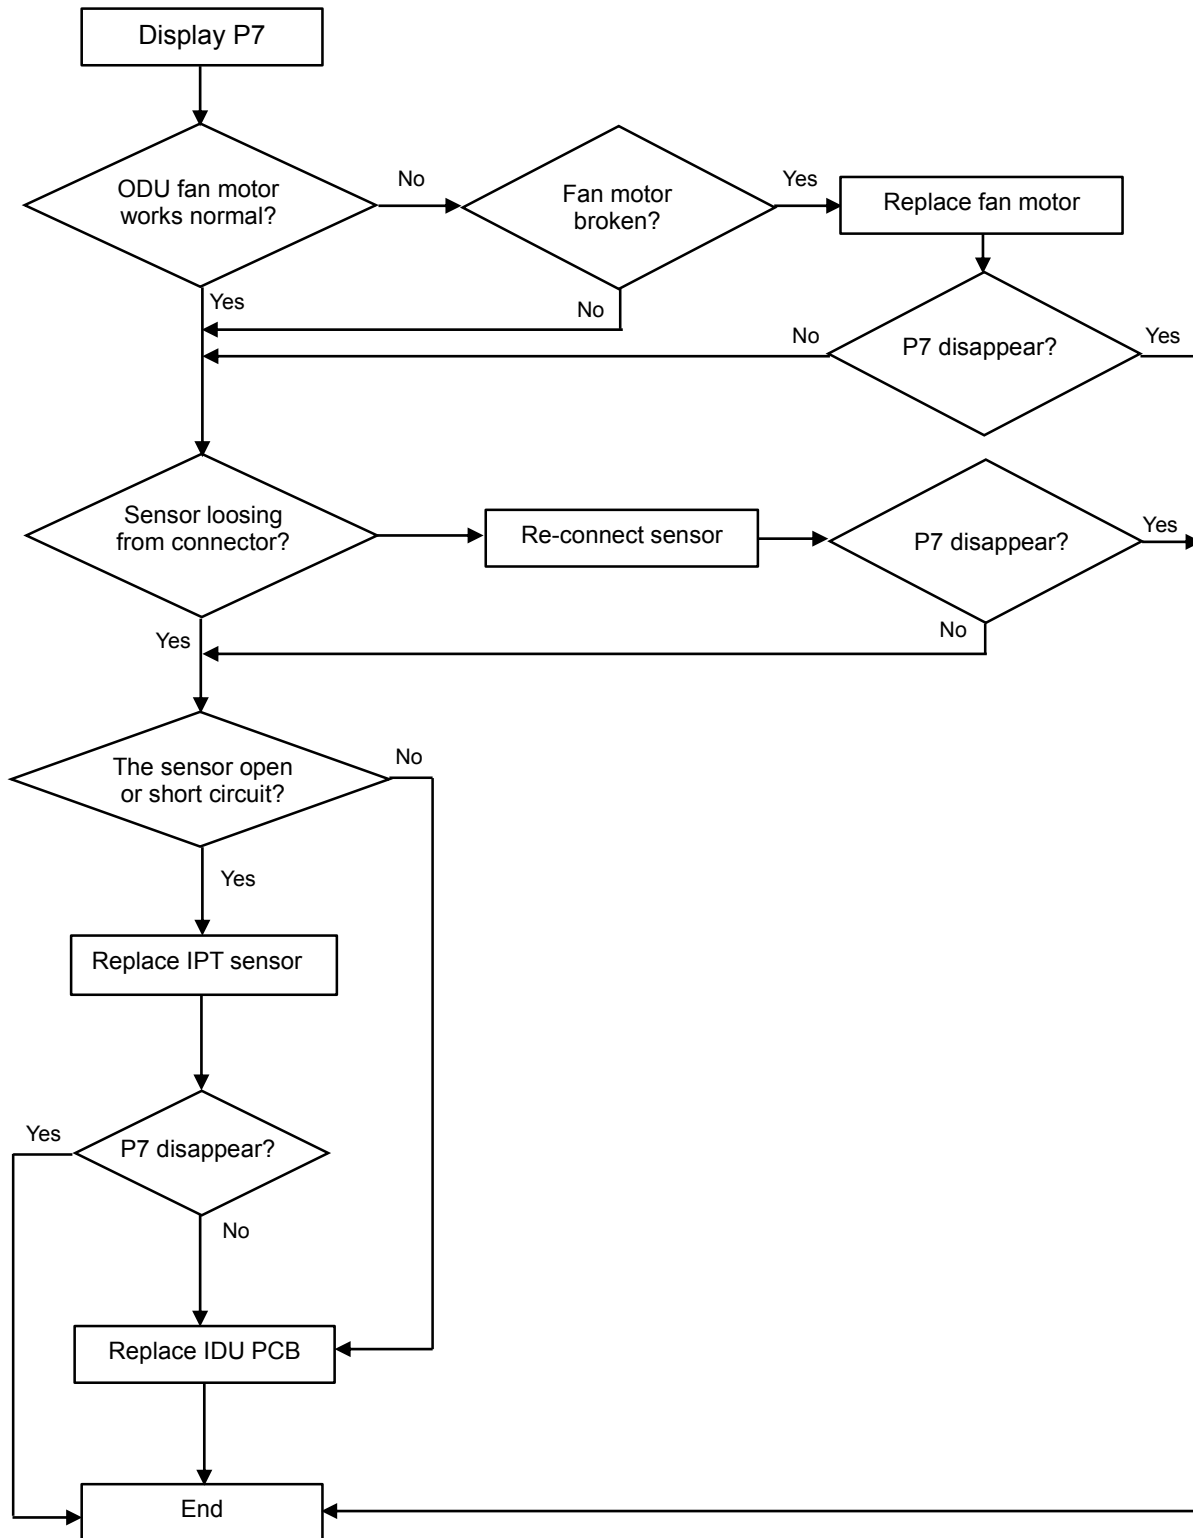 Display P7
ODU fan motor
works normal?
No
Fan motor
broken?
Yes
Replace fan motor
Yes
No
No
P7 disappear?
Yes
Sensor loosing
from connector?
Re-connect sensor
P7 disappear?
Yes
Yes
No
The sensor open
or short circuit?
No
Yes
Replace IPT sensor
Yes
P7 disappear?
No
Replace IDU PCB
End